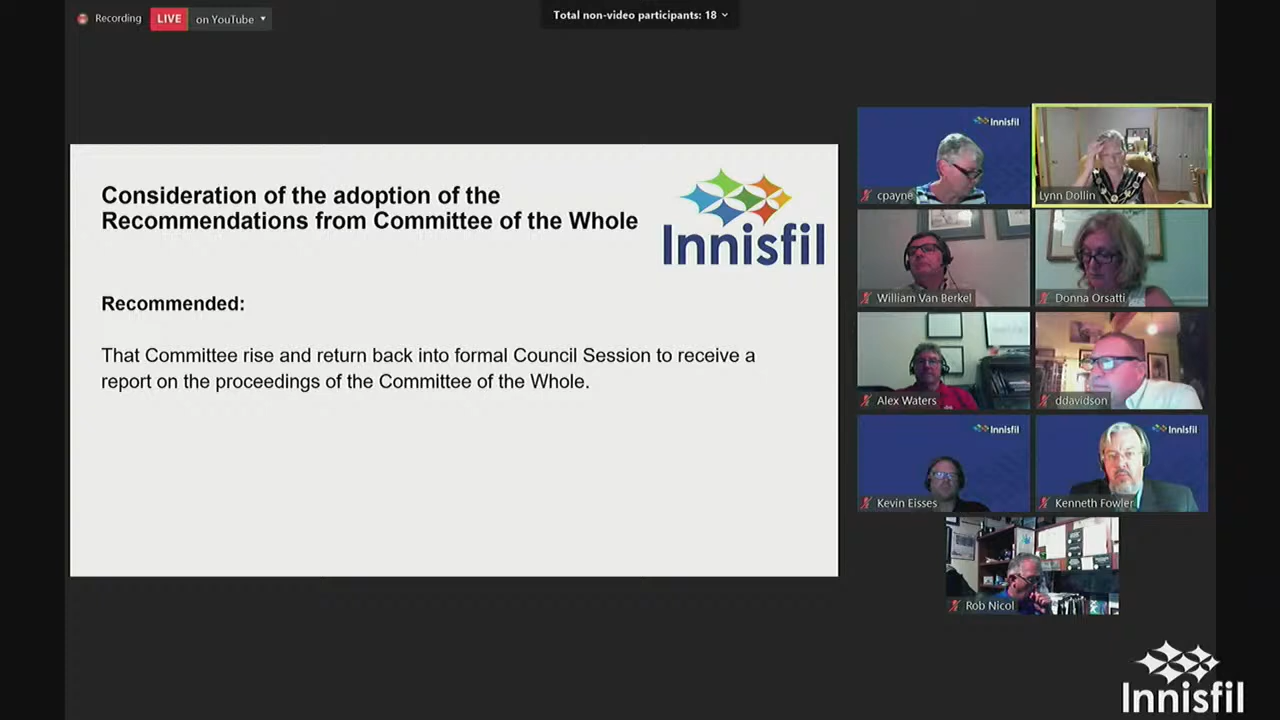 Recording
LIVE on YouTube
Total non-video participants: 18
Consideration of the adoption of the
Recommendations from Committee of the Whole
Innisfil
Recommended:
That Committee rise and return back into formal Council Session to receive a
report on the proceedings of the Committee of the Whole.
Innisfil
cpayne
Lynn Dollin
William Van Berkel
Donna Orsatti
Alex Waters
ddavidson
Innisfil
Kevin Eisses
Innisfil
Kenneth Fowler
Rob Nicol
Innisfil